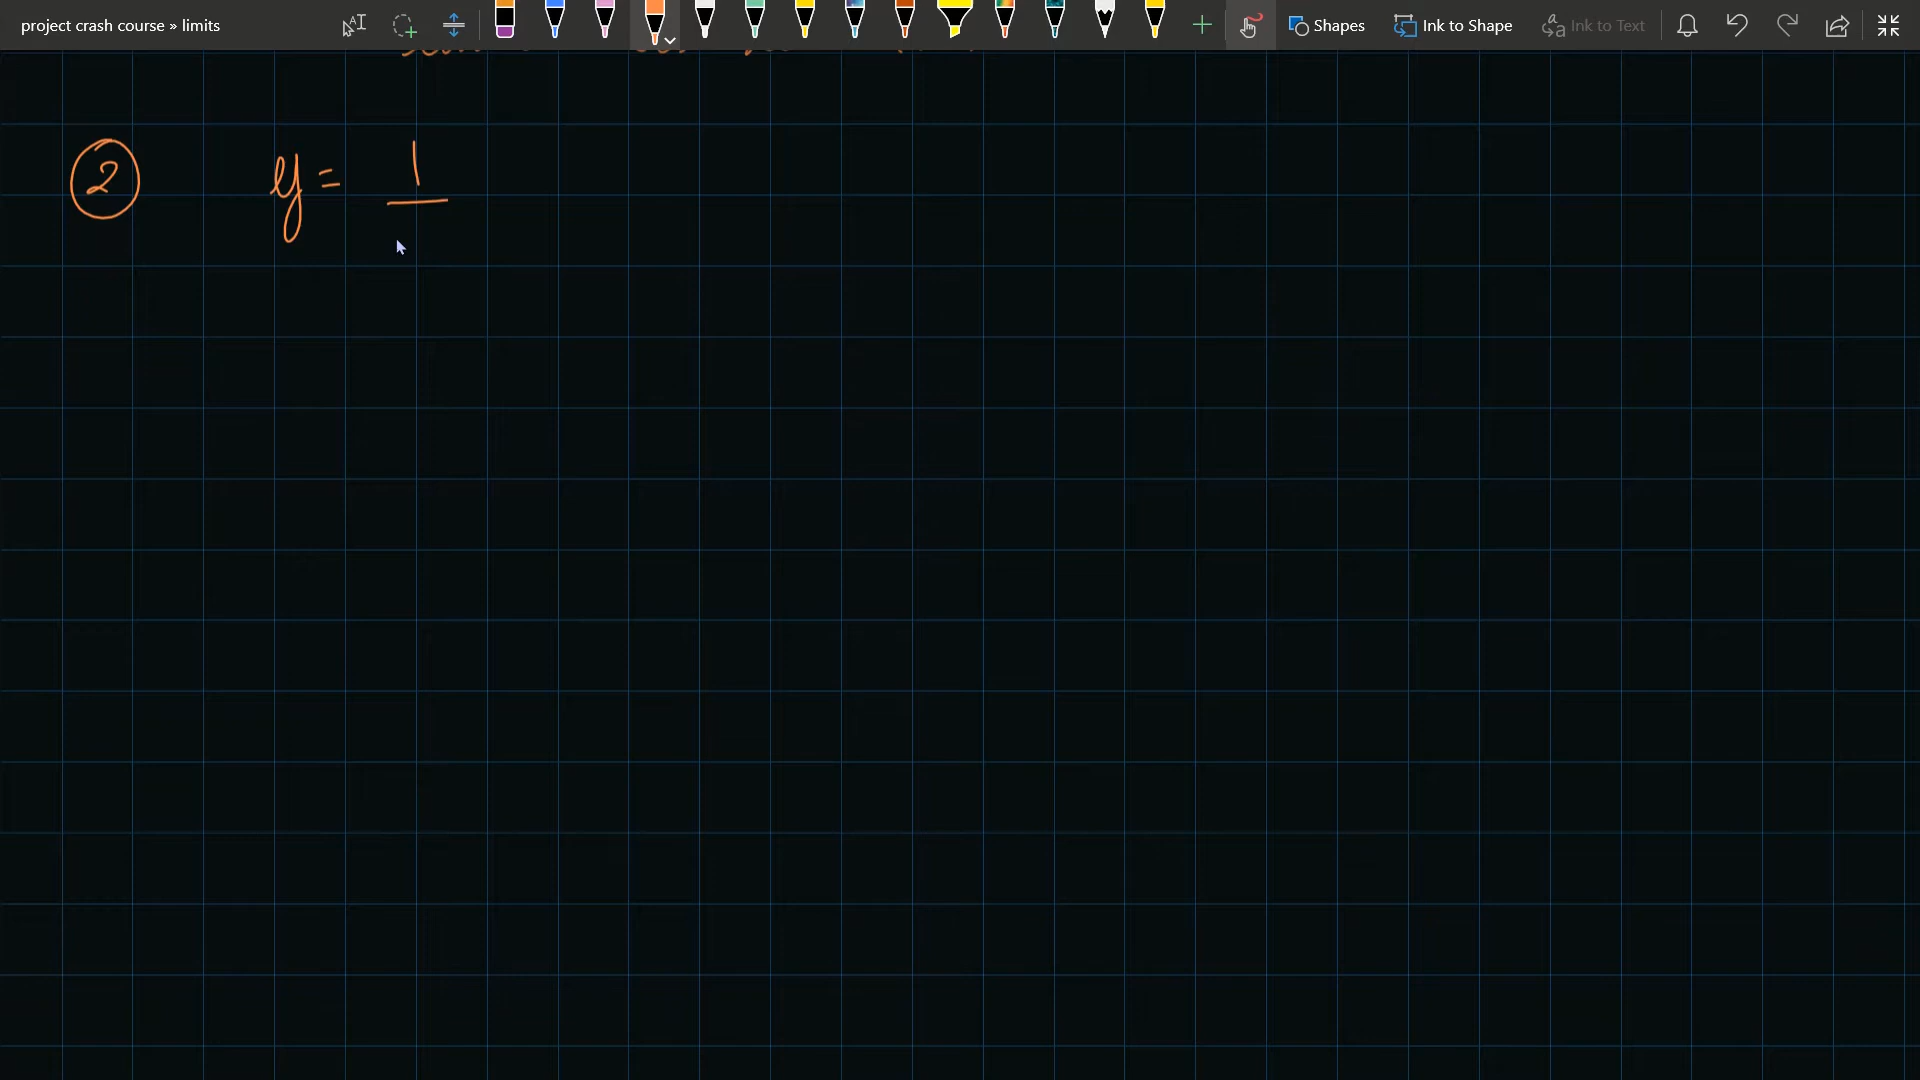 project crash course » limits Shapes Ink to Shape Ink to Text
② y = 1/